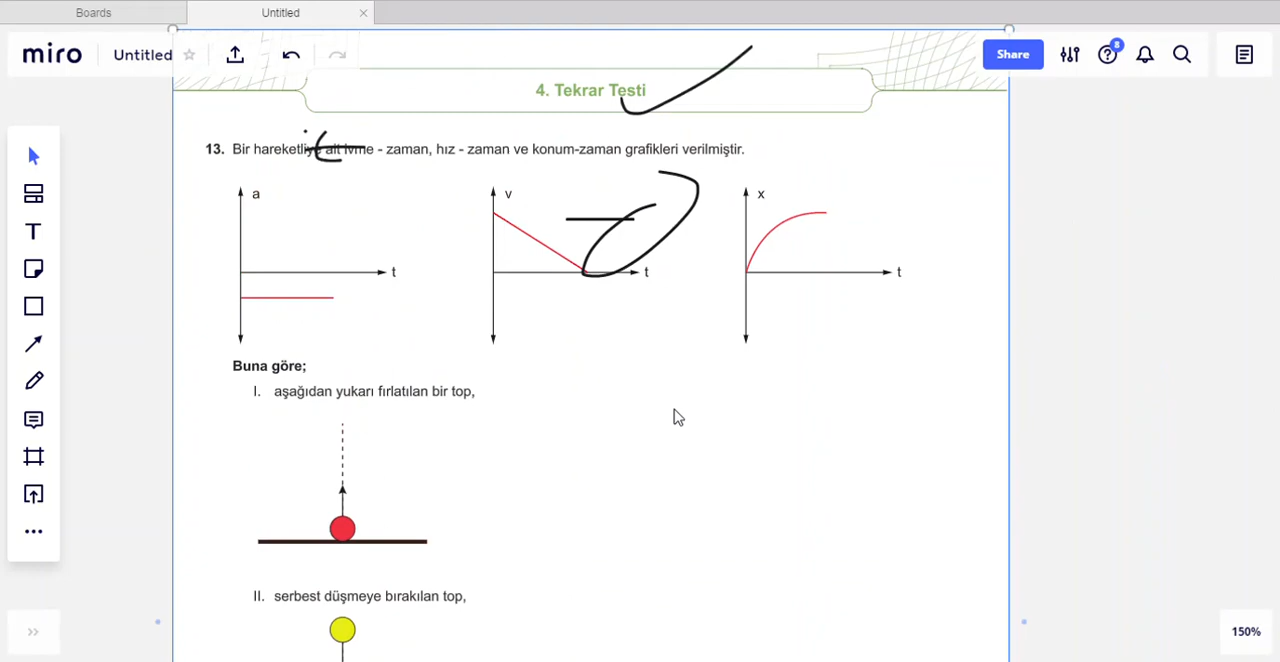 Boards
Untitled
miro
Untitled
Share
8
4. Tekrar Testi
13. Bir hareketliye ait ivme - zaman, hız - zaman ve konum-zaman grafikleri verilmiştir.
a
t
v
t
x
t
Buna göre;
I. aşağıdan yukarı fırlatılan bir top,
II. serbest düşmeye bırakılan top,
150%